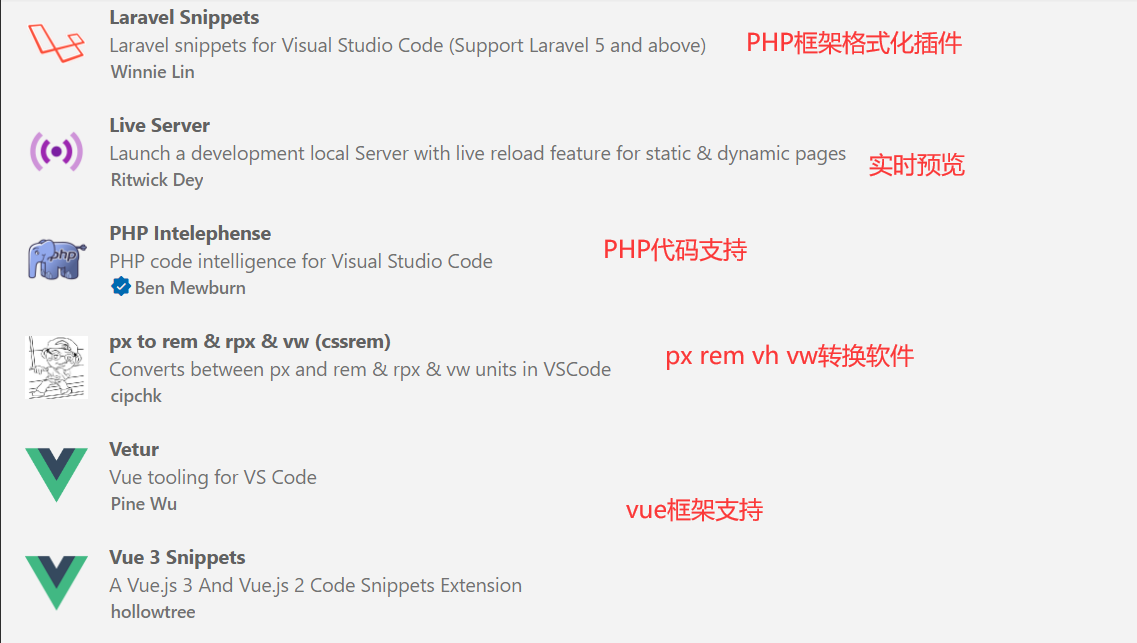 Laravel Snippets
Laravel snippets for Visual Studio Code (Support Laravel 5 and above)
PHP框架格式化插件
Winnie Lin
Live Server
Launch a development local Server with live reload feature for static & dynamic pages
实时预览
Ritwick Dey
PHP Intelephense
PHP code intelligence for Visual Studio Code
PHP代码支持
php
Ben Mewburn
px to rem & rpx & vw (cssrem)
Converts between px and rem & rpx & vw units in VSCode
px rem vh vw转换软件
cipchk
Vetur
Vue tooling for VS Code
Pine Wu
vue框架支持
Vue 3 Snippets
A Vue.js 3 And Vue.js 2 Code Snippets Extension
hollowtree